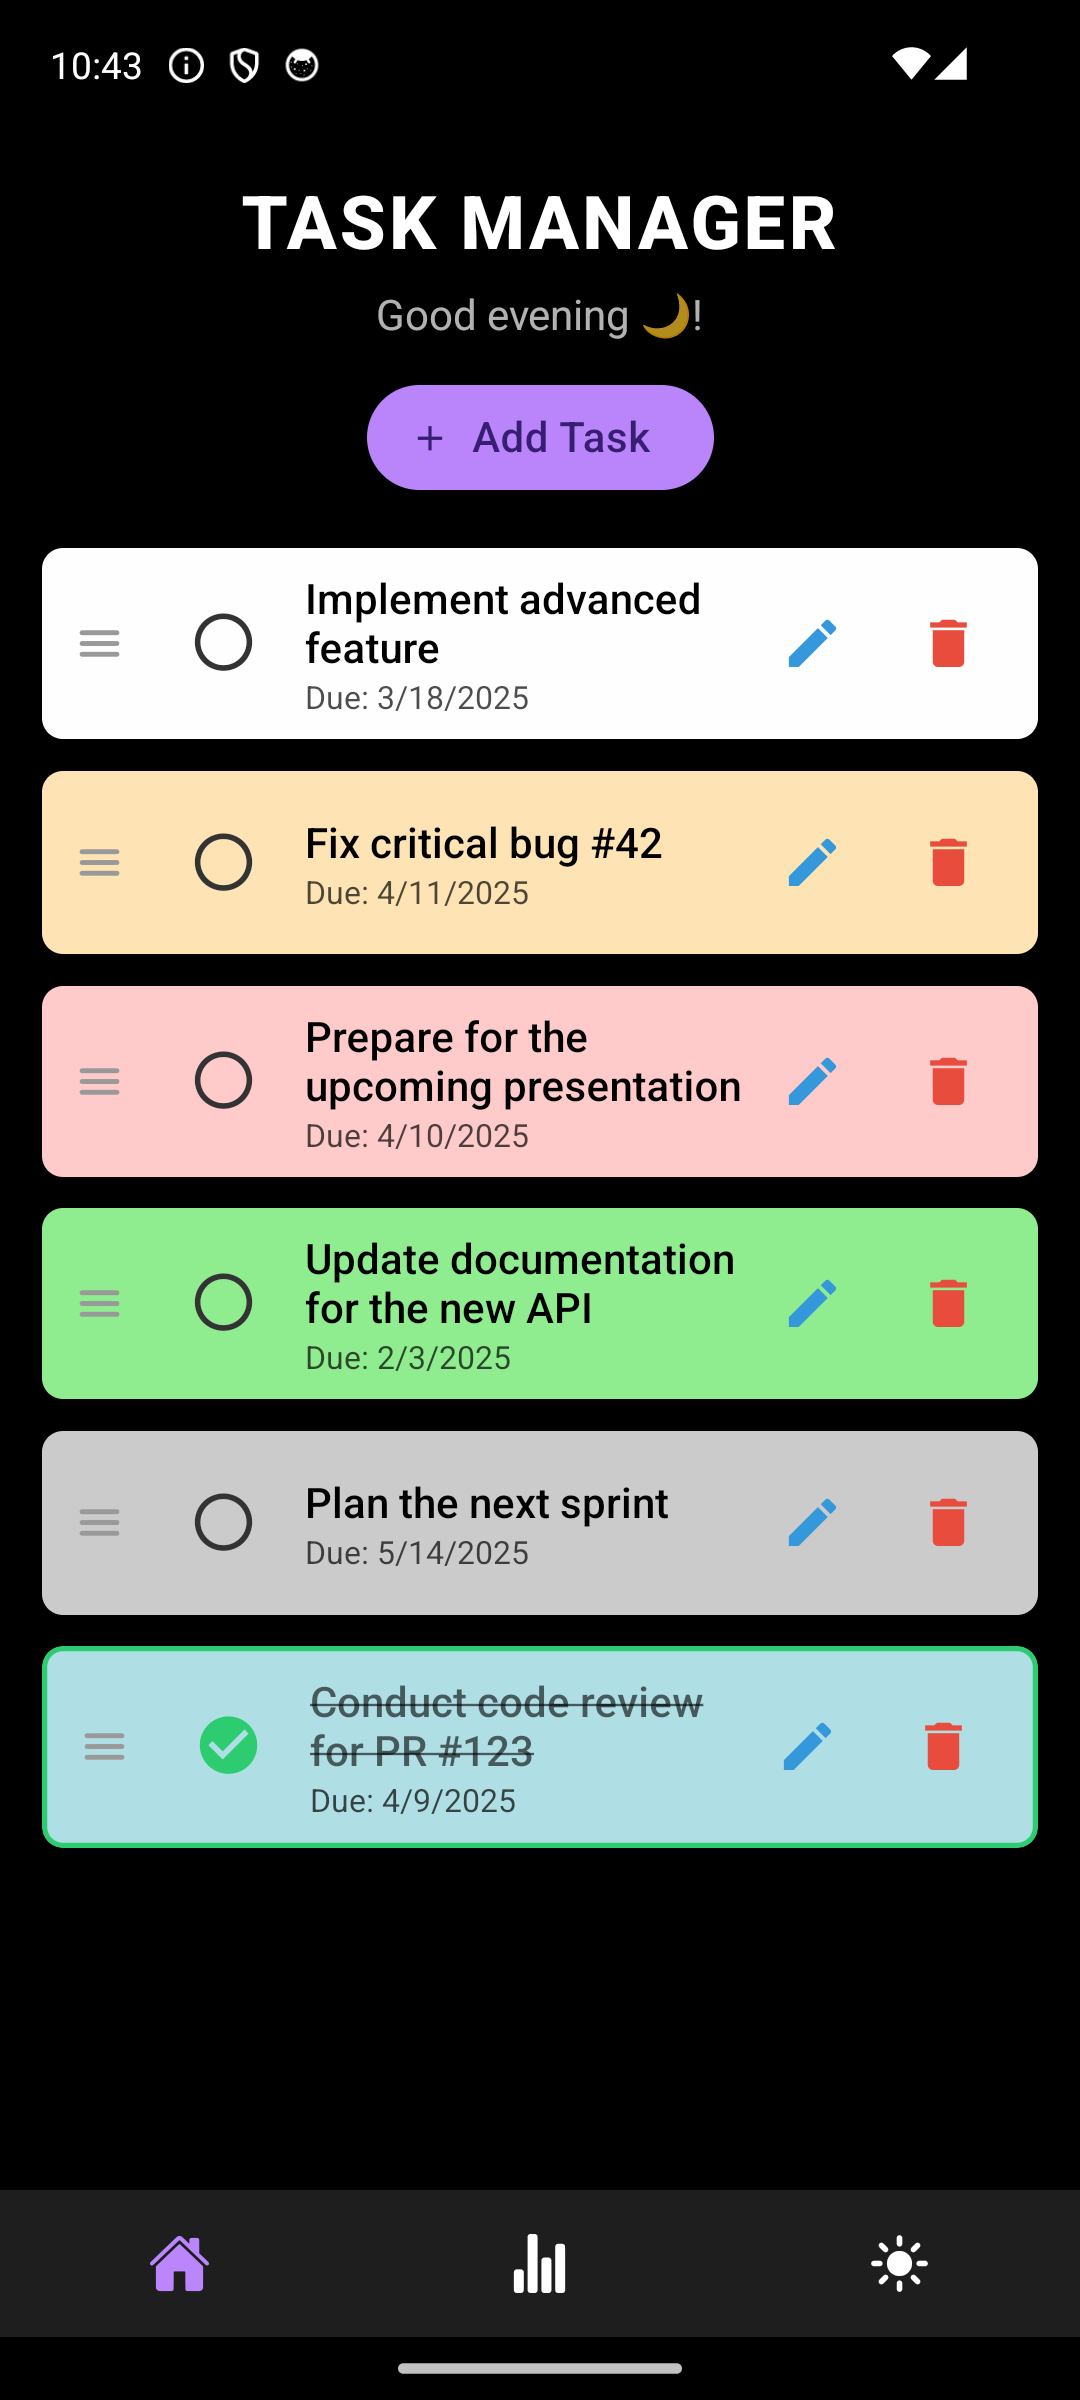 10:43
TASK MANAGER
Good evening 🌙!
+ Add Task
Implement advanced
feature
Due: 3/18/2025
Fix critical bug #42
Due: 4/11/2025
Prepare for the
upcoming presentation
Due: 4/10/2025
Update documentation
for the new API
Due: 2/3/2025
Plan the next sprint
Due: 5/14/2025
Conduct code review
for PR #123
Due: 4/9/2025